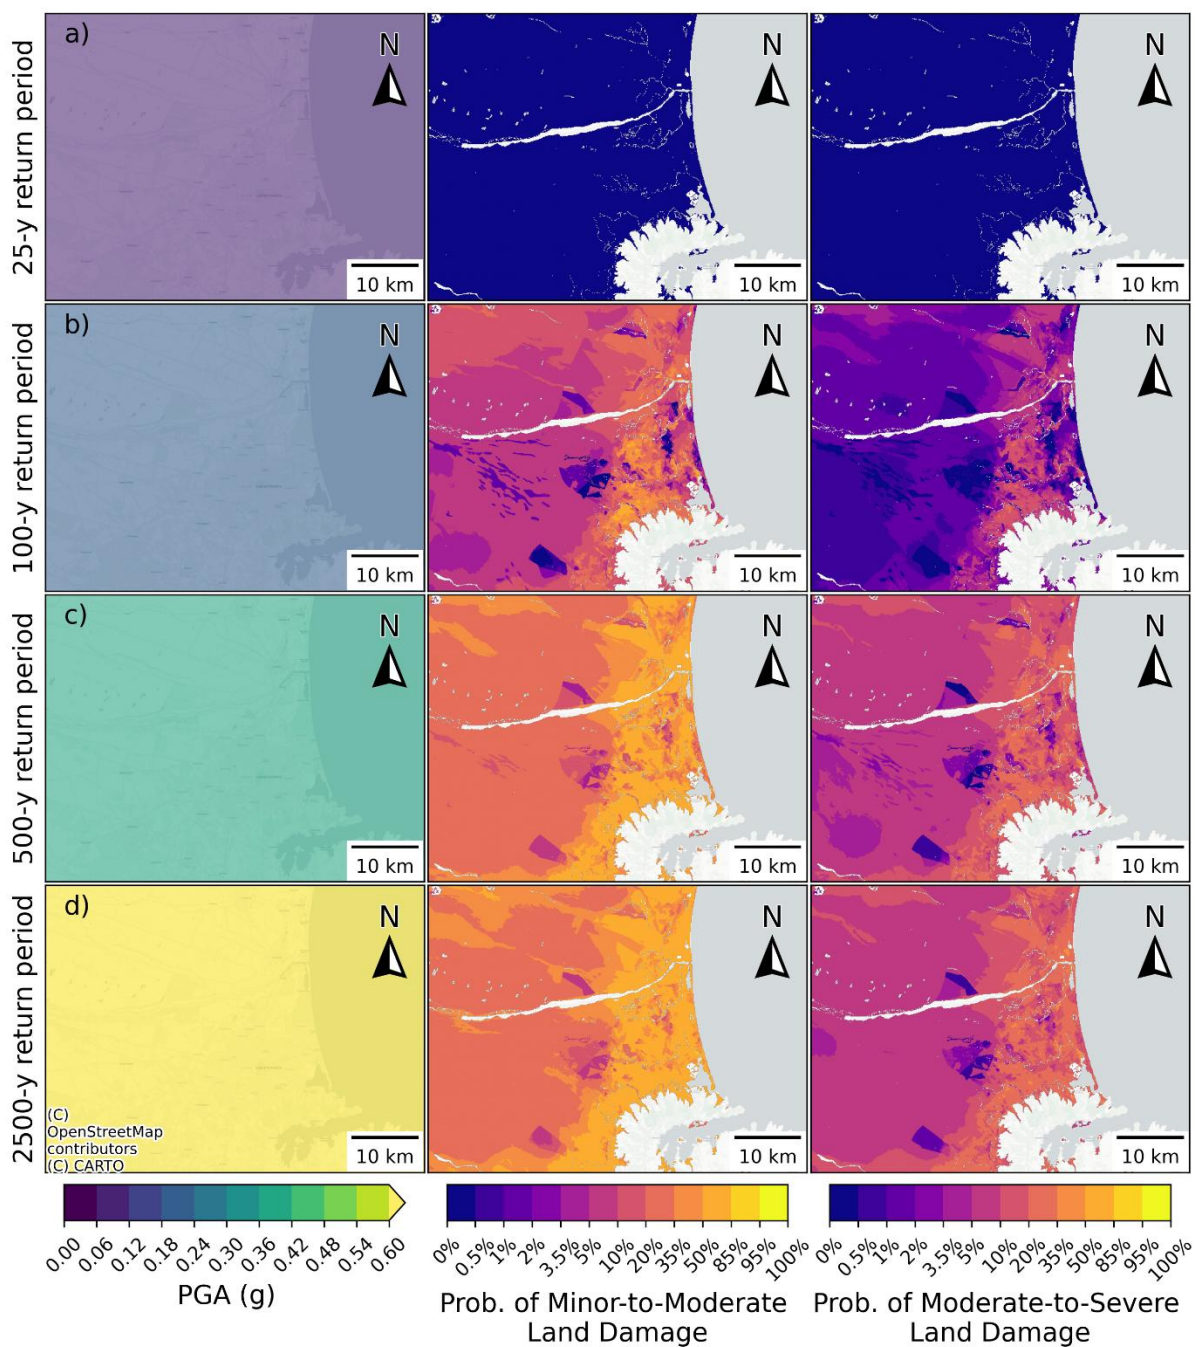 25-y return period
a)
N
10 km
N
10 km
N
10 km
100-y return period
b)
N
10 km
N
10 km
N
10 km
500-y return period
c)
N
10 km
N
10 km
N
10 km
2500-y return period
d)
N
(C)
OpenStreetMap
contributors
(C) CARTO
10 km
N
10 km
N
10 km
0.00 0.06 0.12 0.18 0.24 0.30 0.36 0.42 0.48 0.54 0.60
PGA (g)
0% 0.5% 1% 2% 3.5% 5% 10% 20% 35% 50% 85% 95% 100%
Prob. of Minor-to-Moderate
Land Damage
0% 0.5% 1% 2% 3.5% 5% 10% 20% 35% 50% 85% 95% 100%
Prob. of Moderate-to-Severe
Land Damage